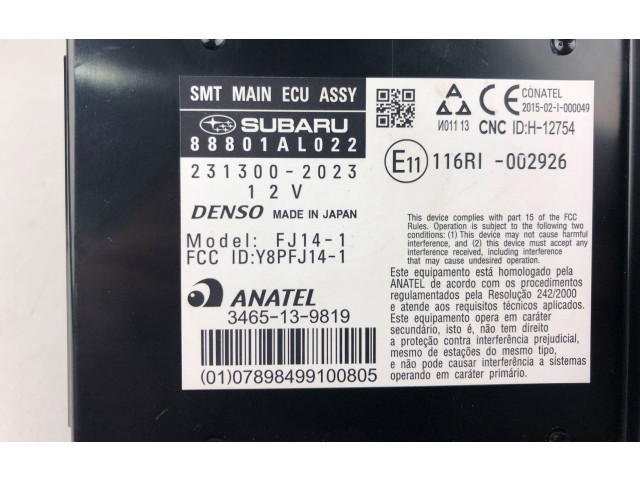 SMT MAIN ECU ASSY
SUBARU
88801AL022
231300-2023
12V
DENSO MADE IN JAPAN
Model: FJ14-1
FCC ID:Y8PFJ14-1
ANATEL
3465-13-9819
(01)07898499100805
И011 13
CE
CONATEL
2015-02-I-000049
CNC ID:H-12754
E11 116RI -002926
This device complies with part 15 of the FCC
Rules. Operation is subject to the following two
conditions: (1) This device may not cause harmful
interference, and (2) this device must accept
any interference received, including interference
that may cause undesired operation.
Este equipamento está homologado pela
ANATEL de acordo com os procedimentos
regulamentados pela Resolução 242/2000
e atende aos requisitos técnicos aplicados.
Este equipamento opera em caráter
secundário, isto é, não tem direito
a proteção contra interferência prejudicial,
mesmo de estações do mesmo tipo,
e não pode causar interferência a sistemas
operando em caráter primário.